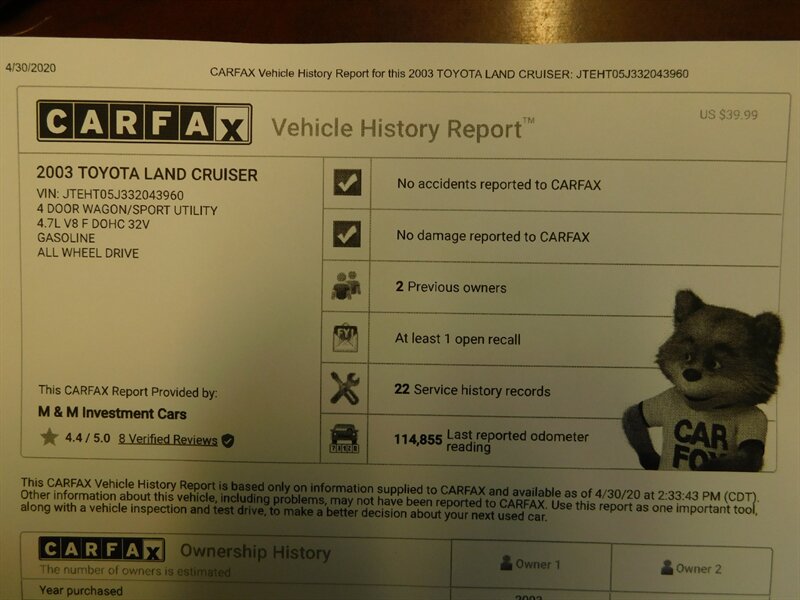 4/30/2020
CARFAX Vehicle History Report for this 2003 TOYOTA LAND CRUISER: JTEHT05J332043960
CARFAX Vehicle History Report™
US $39.99
2003 TOYOTA LAND CRUISER
VIN: JTEHT05J332043960
4 DOOR WAGON/SPORT UTILITY
4.7L V8 F DOHC 32V
GASOLINE
ALL WHEEL DRIVE
This CARFAX Report Provided by:
M & M Investment Cars
4.4 / 5.0 8 Verified Reviews
No accidents reported to CARFAX
No damage reported to CARFAX
2 Previous owners
FYI
At least 1 open recall
22 Service history records
114,855 Last reported odometer
reading
CAR
FOX
This CARFAX Vehicle History Report is based only on information supplied to CARFAX and available as of 4/30/20 at 2:33:43 PM (CDT).
Other information about this vehicle, including problems, may not have been reported to CARFAX. Use this report as one important tool,
along with a vehicle inspection and test drive, to make a better decision about your next used car.
CARFAX Ownership History
The number of owners is estimated
Owner 1
Owner 2
Year purchased
2003